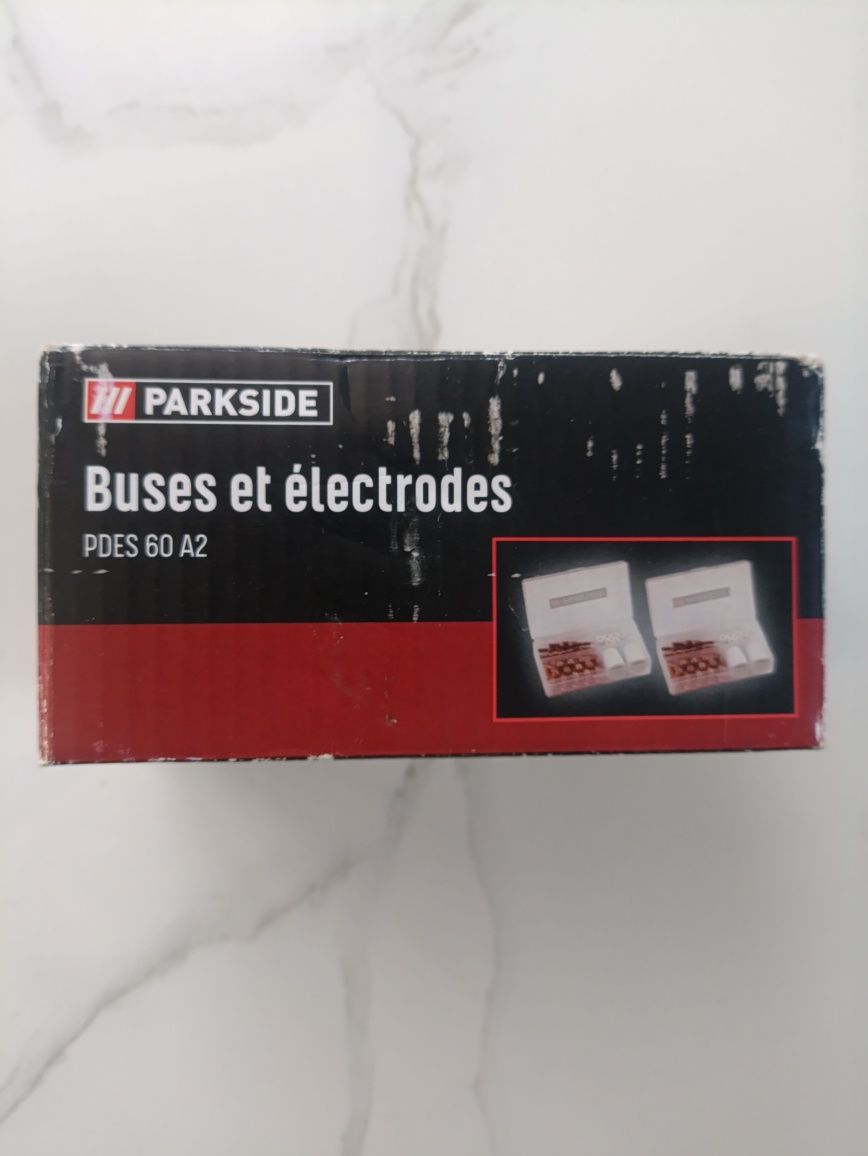 PARKSIDE
Buses et électrodes
PDES 60 A2